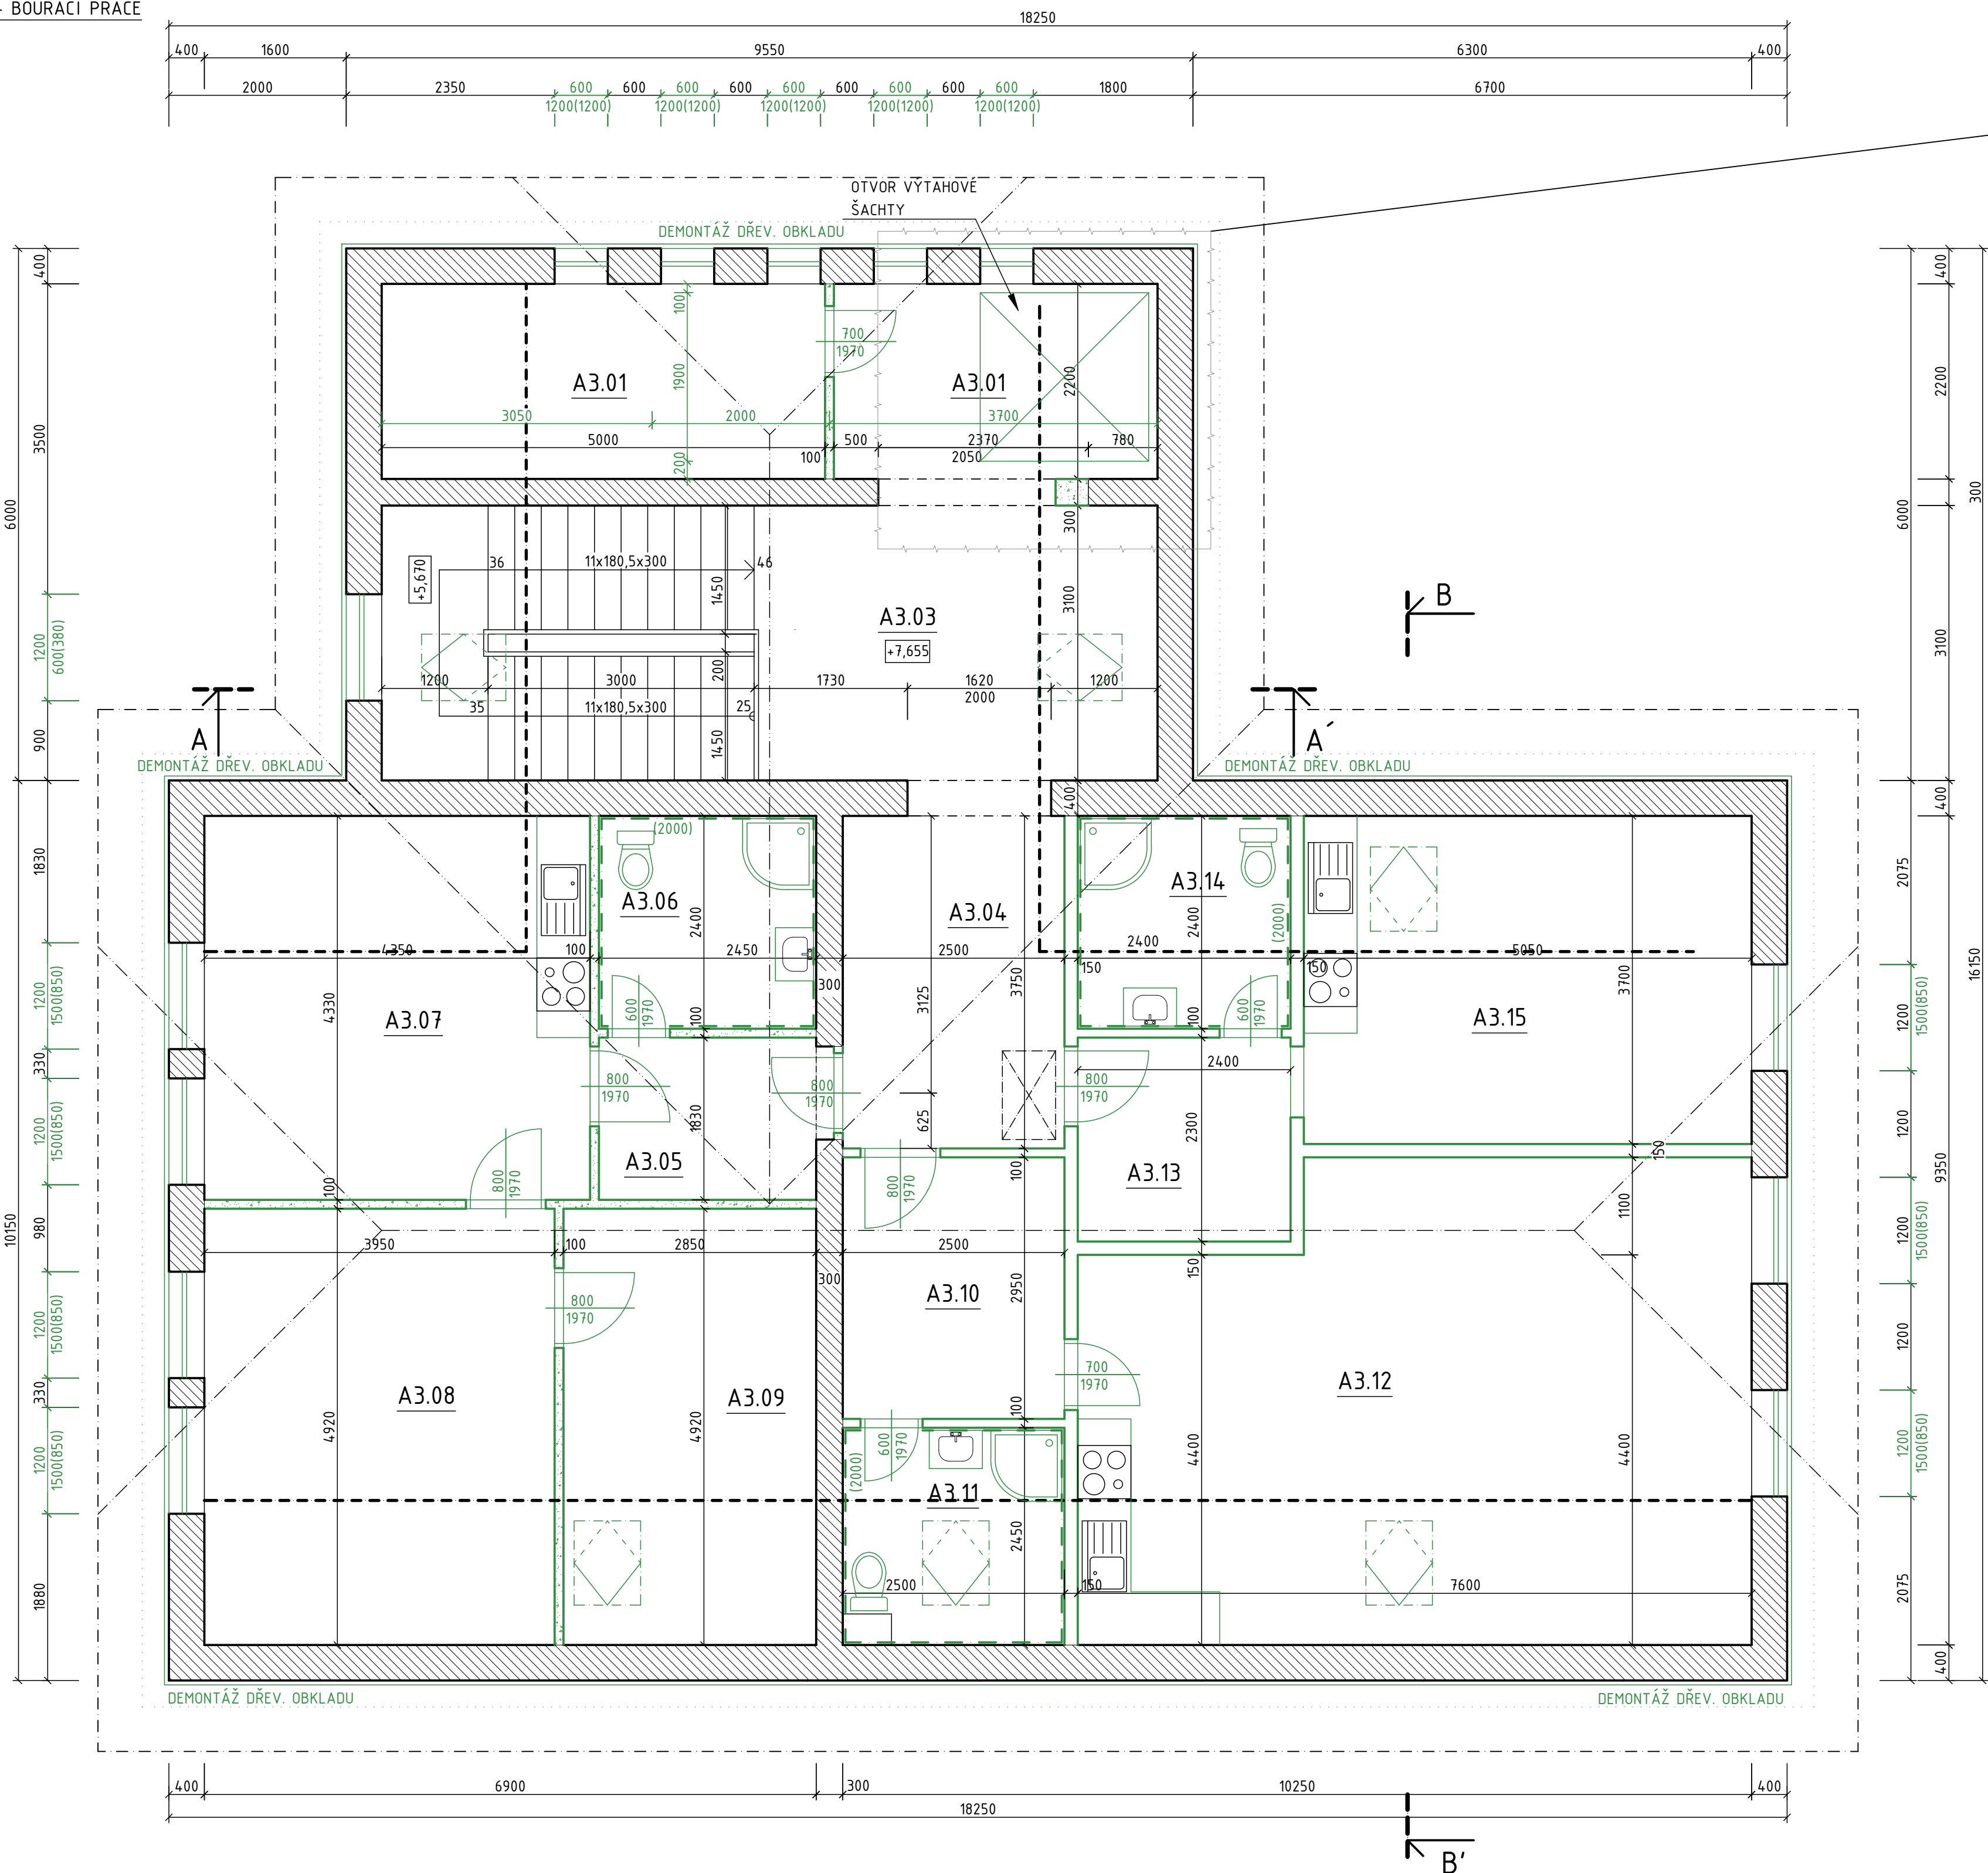 - BOURACÍ PRÁCE
18250
400 1600 9550 6300 400
2000 2350 600 600 600 600 600 600 600 600 600 1800 6700
1200(1200) 1200(1200) 1200(1200) 1200(1200) 1200(1200)
OTVOR VÝTAHOVÉ
ŠACHTY
DEMONTÁŽ DŘEV. OBKLADU
400
3500
6000
1200
600(380)
900
400
2200
6000
3100
300
16150
100
1900
200
700
1970
A3.01
A3.01
2200
3050 2000 3700
5000 500 2370 780
100 2050
300
3100
36 11x180,5x300 46
+5,670
1450
A3.03
+7,655
200
1200 3000 1730 1620 1200
2000
35 11x180,5x300 25
1450
B
A
A´
DEMONTÁŽ DŘEV. OBKLADU
DEMONTÁŽ DŘEV. OBKLADU
400
400
1830
1200
1500(850)
330
1200
1500(850)
980
10150
1200
1500(850)
330
1200
1500(850)
1880
2075
1200
1500(850)
1200
1200
1500(850)
9350
1200
1200
1500(850)
2075
400
(2000)
A3.06
2400
A3.04
A3.14
2400
(2000)
4350 100 2450 2500 2400 5050
150 150
300
4330
A3.07
600
1970
100
3125
3750
600
1970
100
3700
A3.15
800
1970
800
1970
800
1970
2400
1830
625
2300
A3.05
A3.13
150
100
800
1970
800
1970
100
1100
3950 100 2850 2500
300
150
A3.10
2950
800
1970
700
1970
A3.08
A3.09
A3.12
4920
4920
100
4400
4400
600
1970
(2000)
A3.11
2450
2500 150 7600
DEMONTÁŽ DŘEV. OBKLADU
DEMONTÁŽ DŘEV. OBKLADU
400 6900 300 10250 400
18250
B'